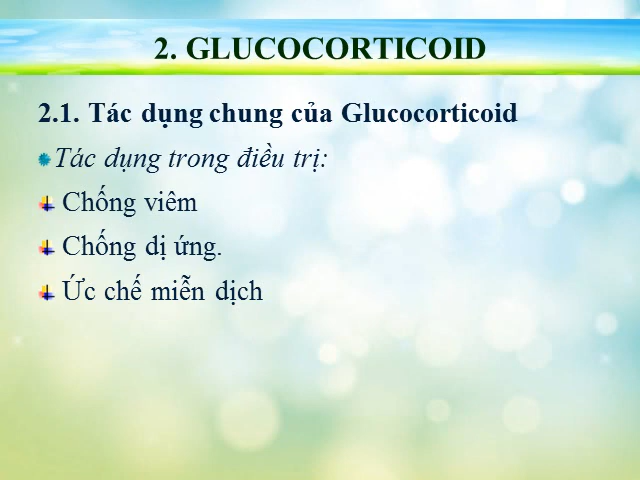 2. GLUCOCORTICOID
2.1. Tác dụng chung của Glucocorticoid
Tác dụng trong điều trị:
Chống viêm
Chống dị ứng.
Ức chế miễn dịch